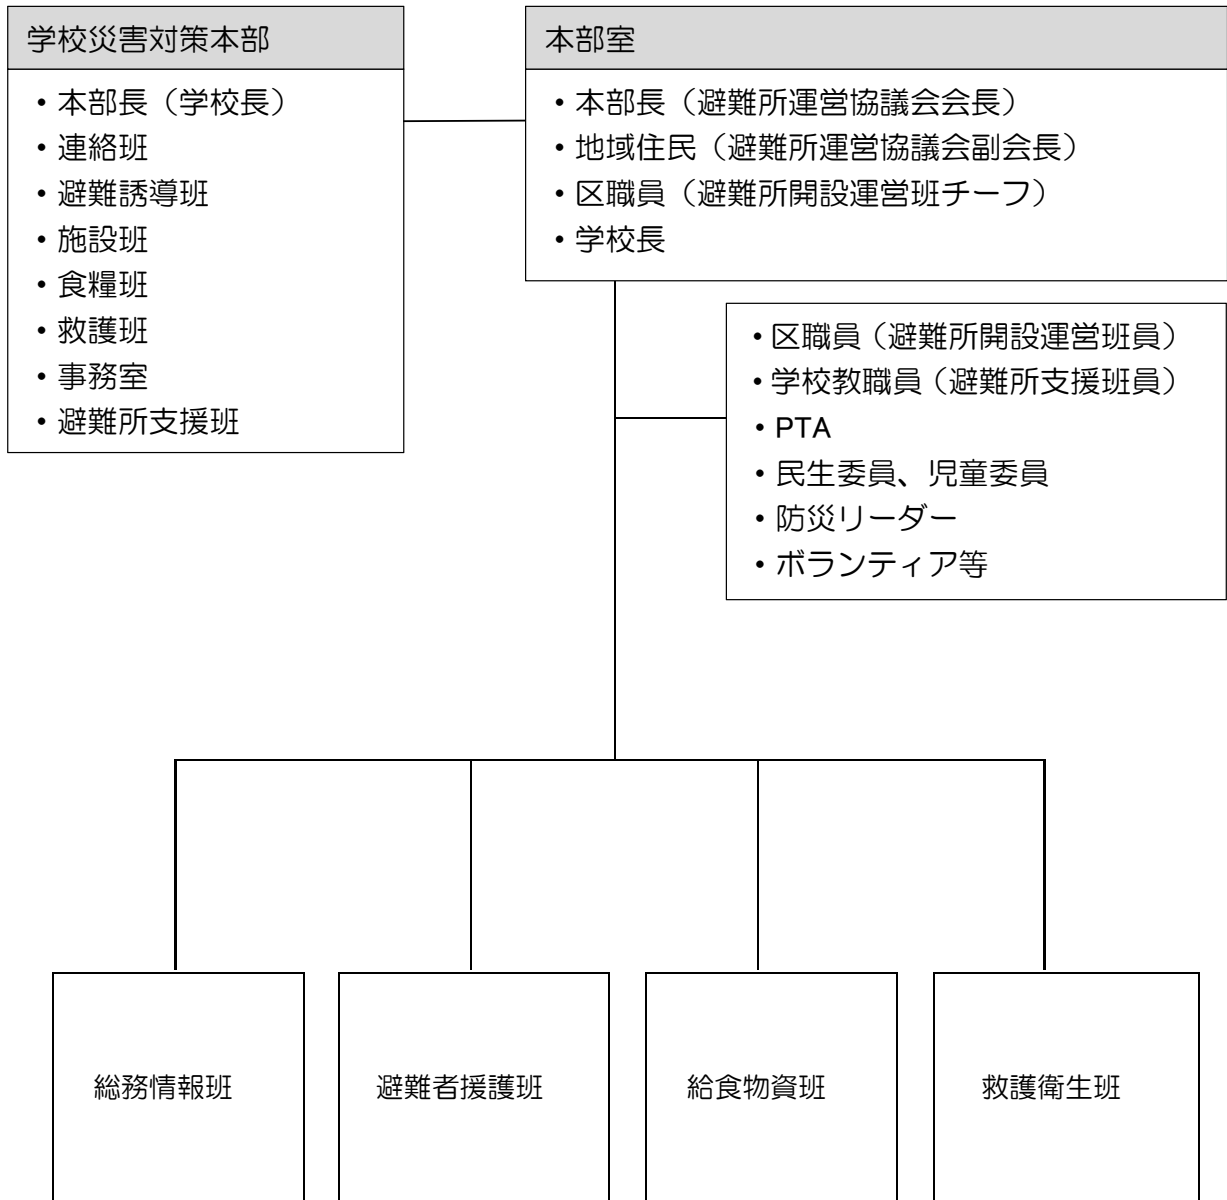 学校災害対策本部
・本部長（学校長）
・連絡班
・避難誘導班
・施設班
・食糧班
・救護班
・事務室
・避難所支援班
本部室
・本部長（避難所運営協議会会長）
・地域住民（避難所運営協議会副会長）
・区職員（避難所開設運営班チーフ）
・学校長
・区職員（避難所開設運営班員）
・学校教職員（避難所支援班員）
・PTA
・民生委員、児童委員
・防災リーダー
・ボランティア等
総務情報班
避難者援護班
給食物資班
救護衛生班